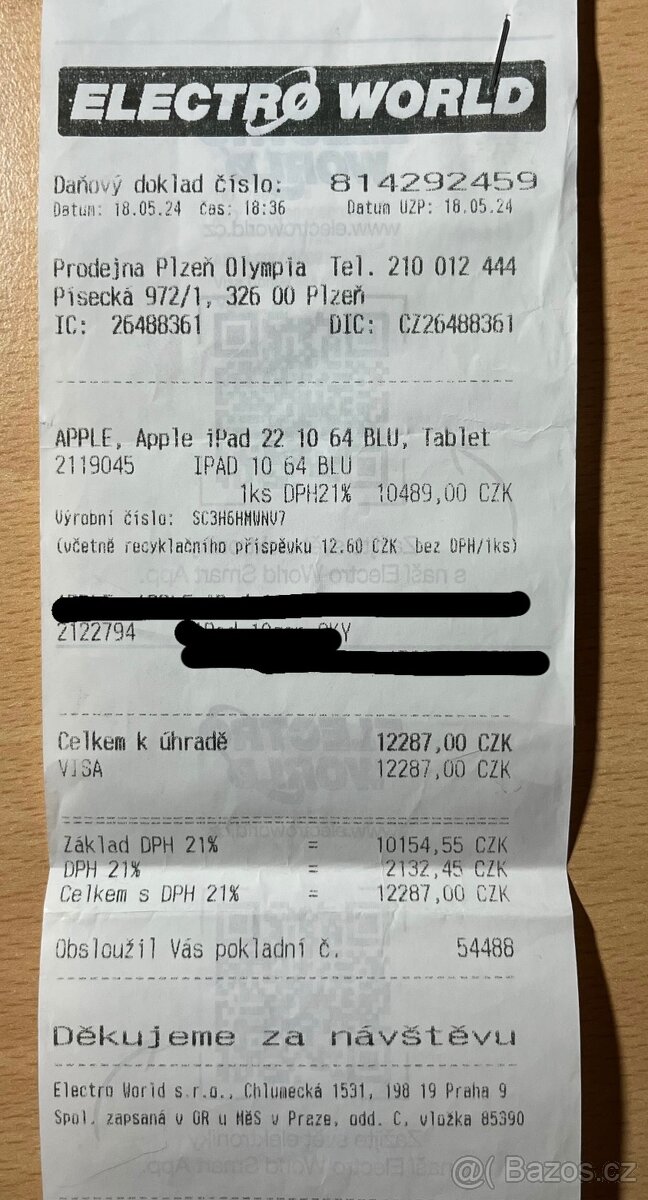 ELECTRO WORLD
Daňový doklad číslo: 814292459
Datum: 18.05.24 čas: 18:36 Datum UZP: 18.05.24
Prodejna Plzeň Olympia Tel. 210 012 444
Písecká 972/1, 326 00 Plzeň
IC: 26488361 DIC: CZ26488361
APPLE, Apple iPad 22 10 64 BLU, Tablet
2119045 IPAD 10 64 BLU
1ks DPH21% 10489,00 CZK
Výrobní číslo: SC3H6HMWNV7
(včetně recyklačního příspěvku 12.60 CZK bez DPH/1ks)
2122794
Celkem k úhradě 12287,00 CZK
VISA 12287,00 CZK
Základ DPH 21% = 10154,55 CZK
DPH 21% = 2132,45 CZK
Celkem s DPH 21% = 12287,00 CZK
Obsloužil Vás pokladní č. 54488
Děkujeme za návštěvu
Electro World s.r.o., Chlumecká 1531, 198 19 Praha 9
Spol. zapsaná v OR u MěS v Praze, odd. C, vložka 85390
@ Bazos.cz